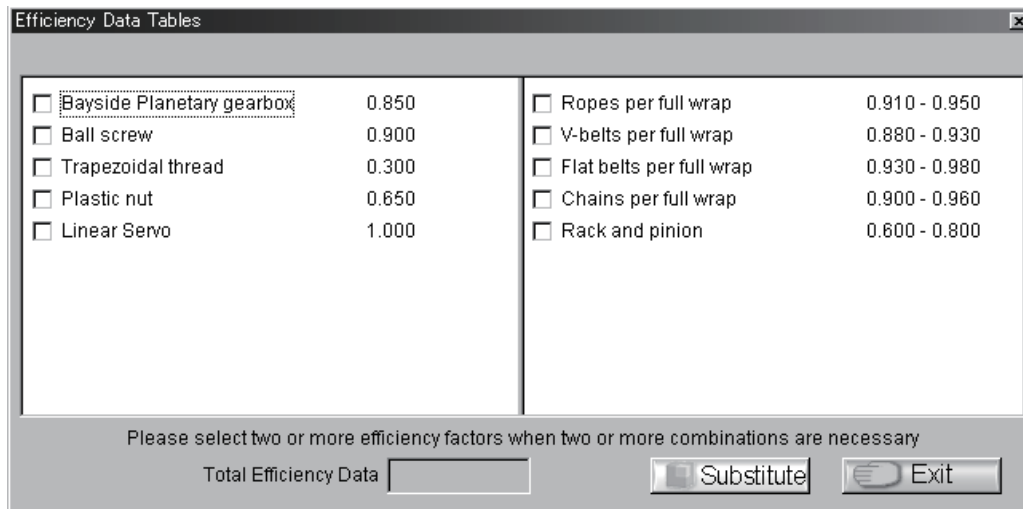 Efficiency Data Tables
Bayside Planetary gearbox 0.850
Ball screw 0.900
Trapezoidal thread 0.300
Plastic nut 0.650
Linear Servo 1.000
Ropes per full wrap 0.910 - 0.950
V-belts per full wrap 0.880 - 0.930
Flat belts per full wrap 0.930 - 0.980
Chains per full wrap 0.900 - 0.960
Rack and pinion 0.600 - 0.800
Please select two or more efficiency factors when two or more combinations are necessary
Total Efficiency Data
Substitute
Exit